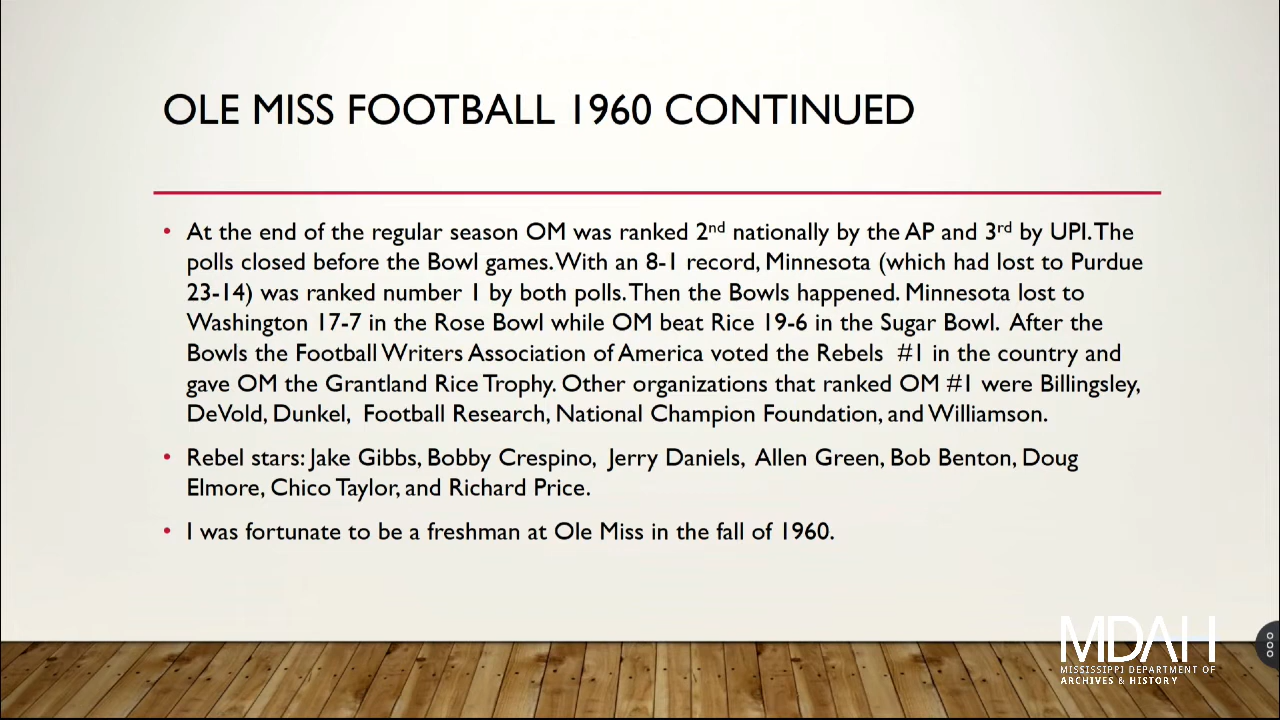 OLE MISS FOOTBALL 1960 CONTINUED
• At the end of the regular season OM was ranked 2nd nationally by the AP and 3rd by UPI. The
polls closed before the Bowl games. With an 8-1 record, Minnesota (which had lost to Purdue
23-14) was ranked number 1 by both polls. Then the Bowls happened. Minnesota lost to
Washington 17-7 in the Rose Bowl while OM beat Rice 19-6 in the Sugar Bowl. After the
Bowls the Football Writers Association of America voted the Rebels #1 in the country and
gave OM the Grantland Rice Trophy. Other organizations that ranked OM #1 were Billingsley,
DeVold, Dunkel, Football Research, National Champion Foundation, and Williamson.
• Rebel stars: Jake Gibbs, Bobby Crespino, Jerry Daniels, Allen Green, Bob Benton, Doug
Elmore, Chico Taylor, and Richard Price.
• I was fortunate to be a freshman at Ole Miss in the fall of 1960.
MDAH
MISSISSIPPI DEPARTMENT OF
ARCHIVES & HISTORY